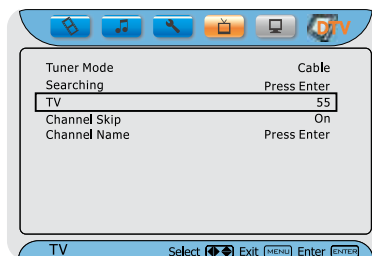 DTV
Tuner Mode Cable
Searching Press Enter
TV 55
Channel Skip On
Channel Name Press Enter
TV Select Exit MENU Enter ENTER